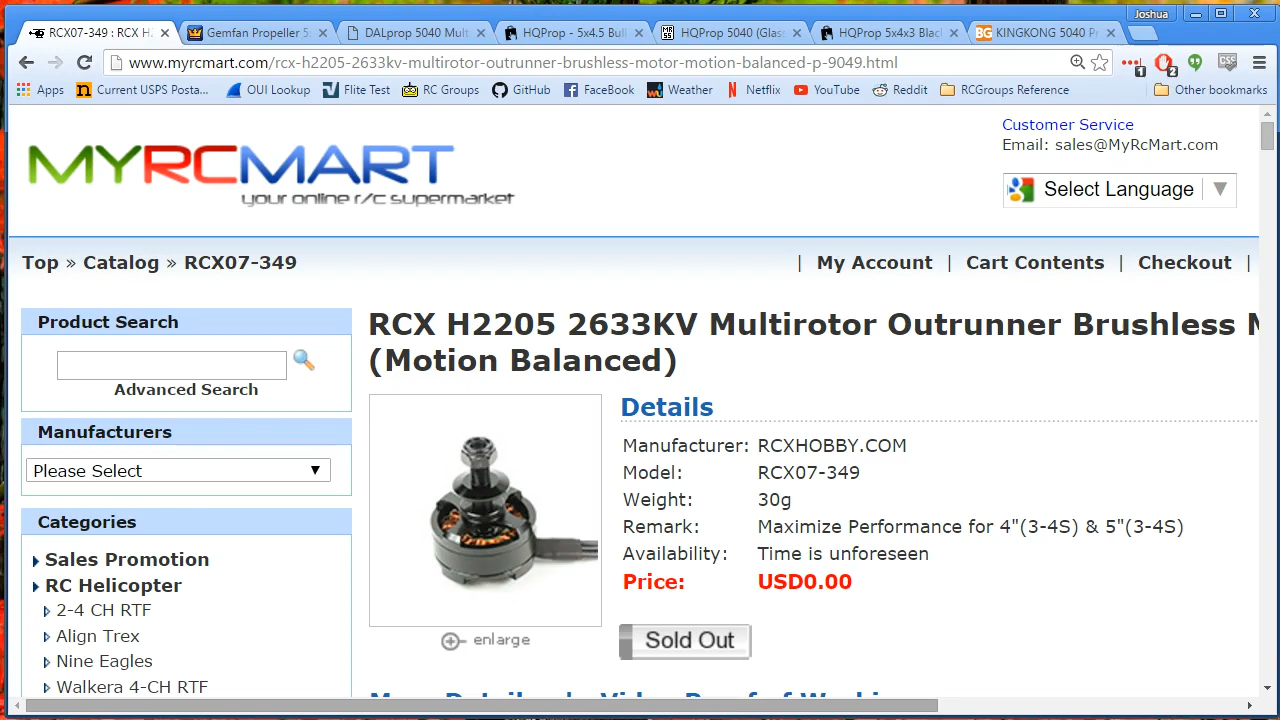 Joshua
RCX07-349 : RCX H
Gemfan Propeller 5
DALprop 5040 Mult
HQProp - 5x4.5 Bull
HQProp 5040 (Glass
HQProp 5x4x3 Blac
KINGKONG 5040 P
www.myrcmart.com/rcx-h2205-2633kv-multirotor-outrunner-brushless-motor-motion-balanced-p-9049.html
1
2
CSS
Apps
Current USPS Posta...
OUI Lookup
Flite Test
RC Groups
GitHub
FaceBook
Weather
Netflix
YouTube
Reddit
RCGroups Reference
Other bookmarks
MYRCMART
your online r/c supermarket
Customer Service
Email: sales@MyRcMart.com
Select Language ▼
Top » Catalog » RCX07-349
| My Account | Cart Contents | Checkout |
Product Search
Advanced Search
Manufacturers
Please Select
Categories
Sales Promotion
RC Helicopter
2-4 CH RTF
Align Trex
Nine Eagles
Walkera 4-CH RTF
RCX H2205 2633KV Multirotor Outrunner Brushless
(Motion Balanced)
enlarge
Details
Manufacturer: RCXHOBBY.COM
Model: RCX07-349
Weight: 30g
Remark: Maximize Performance for 4"(3-4S) & 5"(3-4S)
Availability: Time is unforeseen
Price: USD0.00
Sold Out